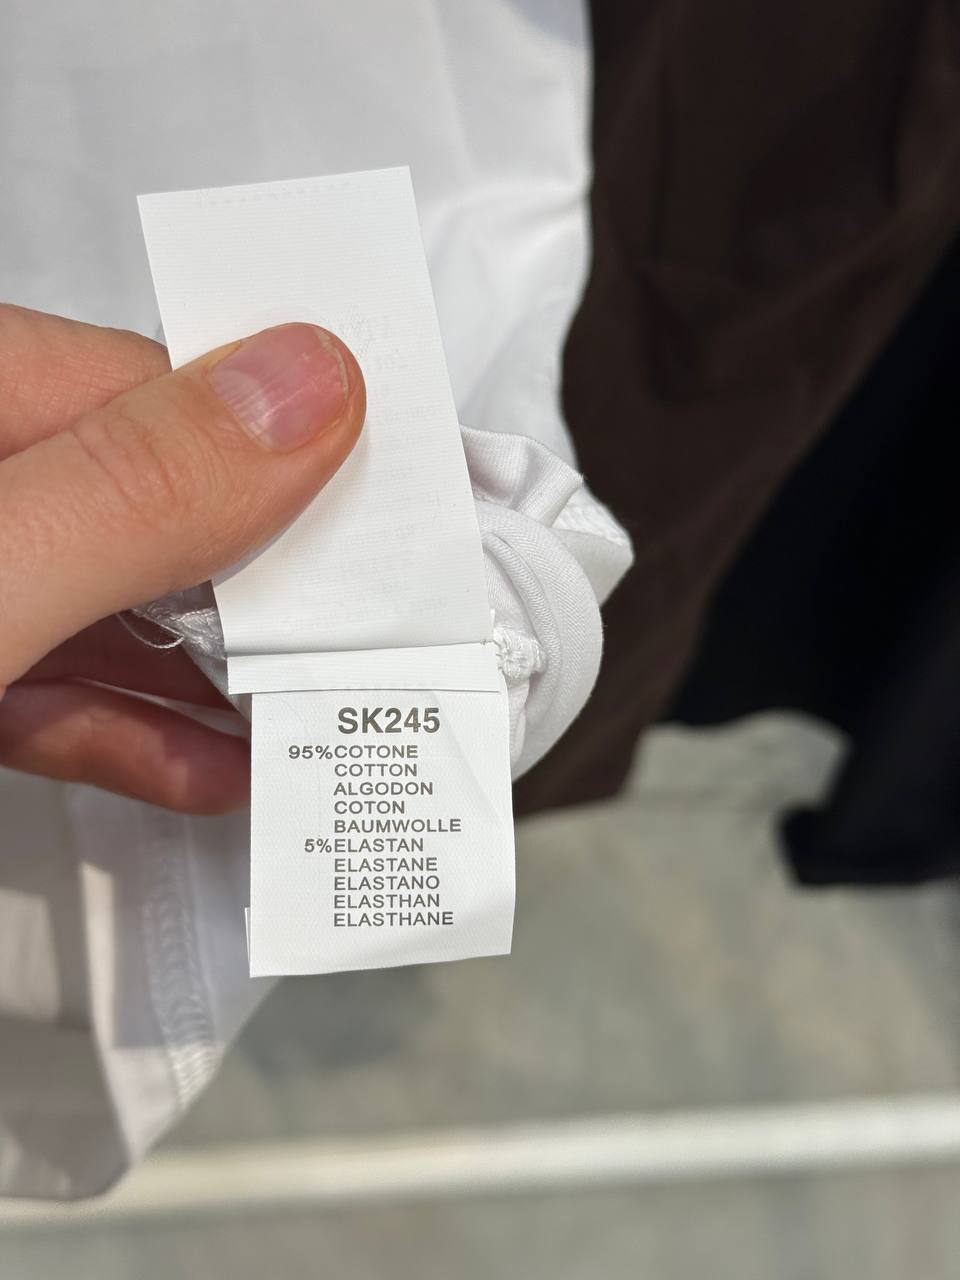 SK245
95%COTONE
COTTON
ALGODON
COTON
BAUMWOLLE
5%ELASTAN
ELASTANE
ELASTANO
ELASTHAN
ELASTHANE